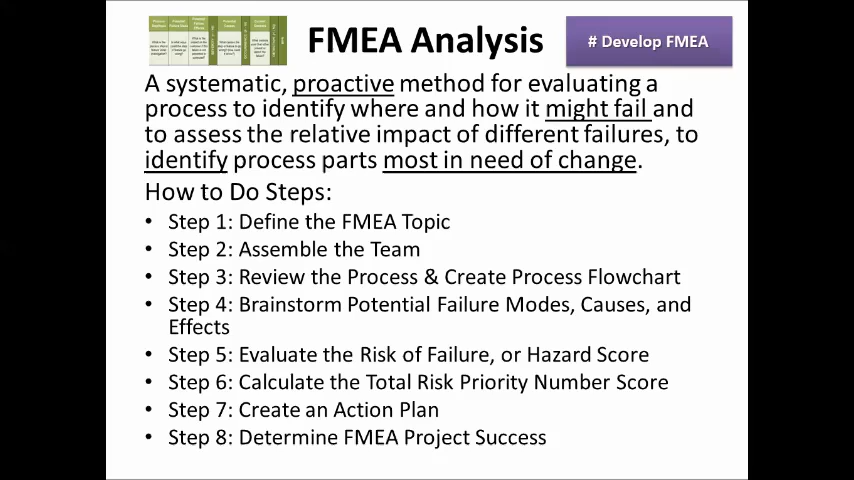 FMEA Analysis
# Develop FMEA
A systematic, proactive method for evaluating a
process to identify where and how it might fail and
to assess the relative impact of different failures, to
identify process parts most in need of change.
How to Do Steps:
• Step 1: Define the FMEA Topic
• Step 2: Assemble the Team
• Step 3: Review the Process & Create Process Flowchart
• Step 4: Brainstorm Potential Failure Modes, Causes, and
Effects
• Step 5: Evaluate the Risk of Failure, or Hazard Score
• Step 6: Calculate the Total Risk Priority Number Score
• Step 7: Create an Action Plan
• Step 8: Determine FMEA Project Success